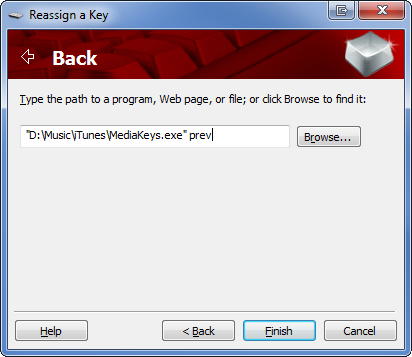 Reassign a Key
Back
Type the path to a program, Web page, or file; or click Browse to find it:
"D:\Music\iTunes\MediaKeys.exe" prev
Browse...
Help
< Back
Finish
Cancel